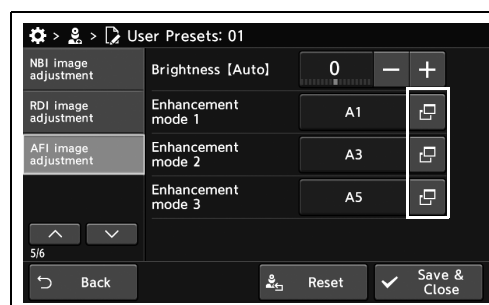 > > User Presets: 01
NBI image
adjustment
Brightness【Auto】
0
− +
RDI image
adjustment
Enhancement
mode 1
A1
AFI image
adjustment
Enhancement
mode 2
A3
Enhancement
mode 3
A5
5/6
Back
Reset
Save &
Close